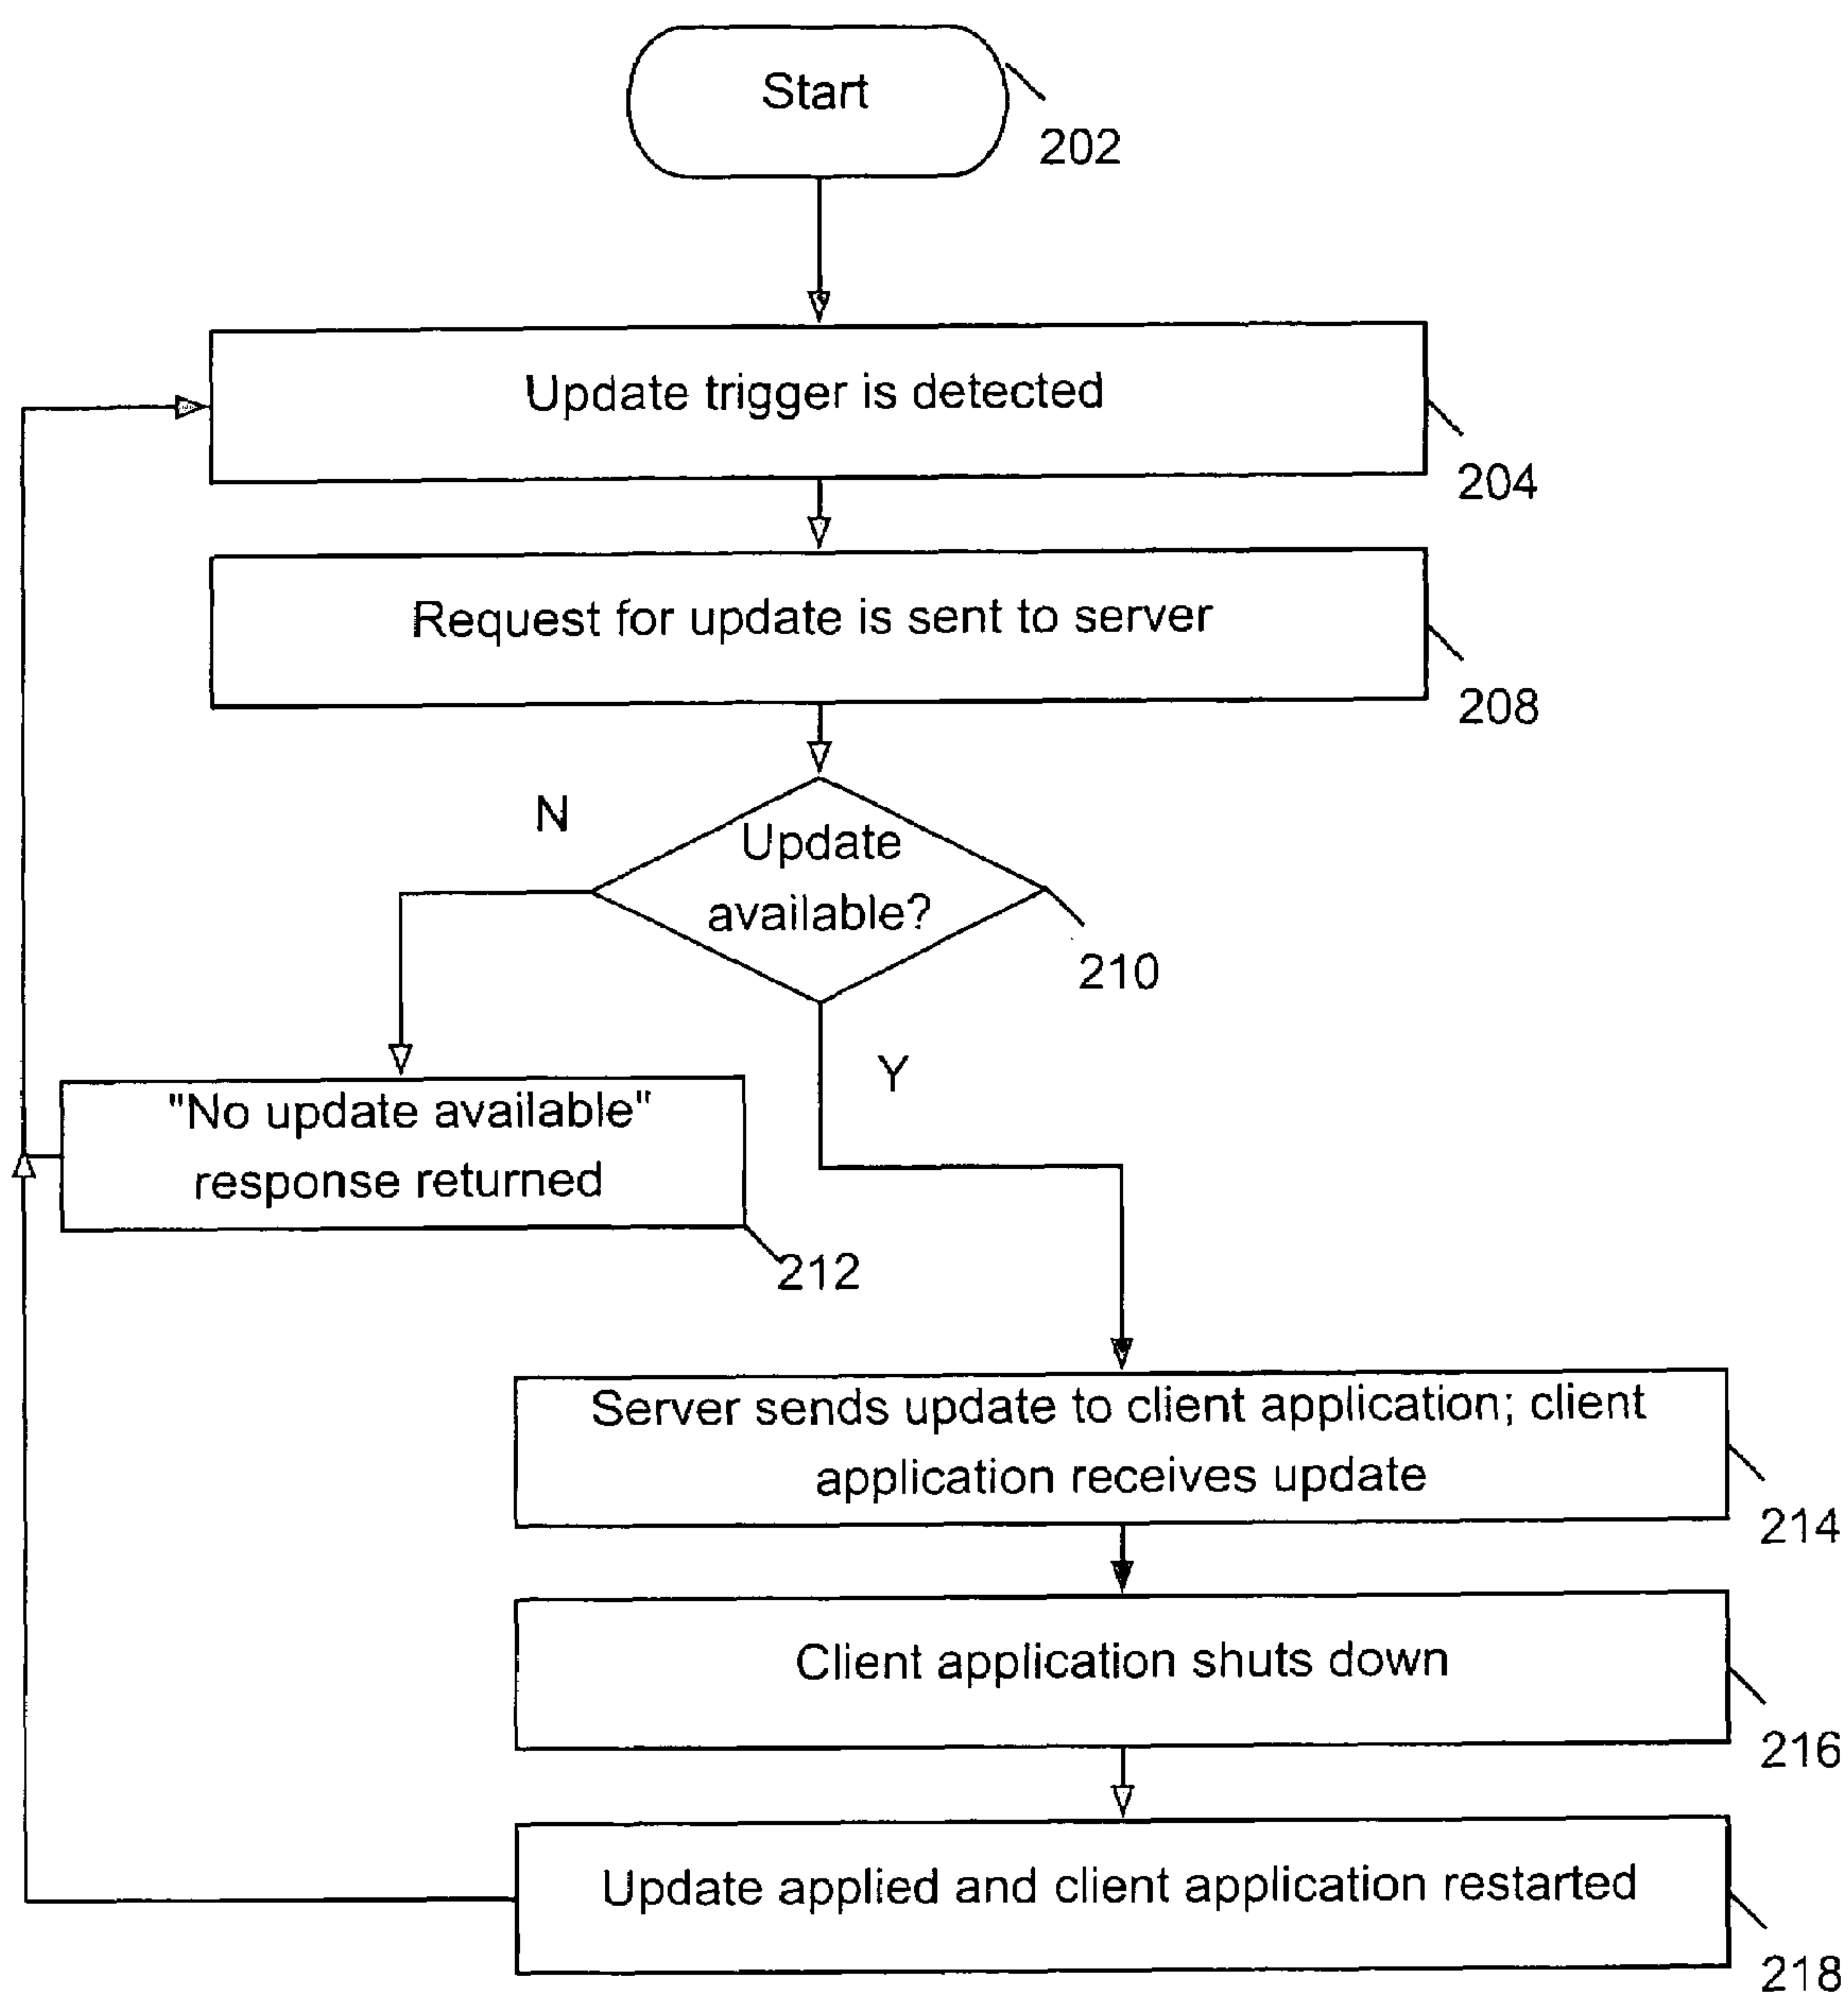 Start
202
Update trigger is detected
204
Request for update is sent to server
208
N
Update
available?
210
Y
"No update available"
response returned
212
Server sends update to client application; client
application receives update
214
Client application shuts down
216
Update applied and client application restarted
218